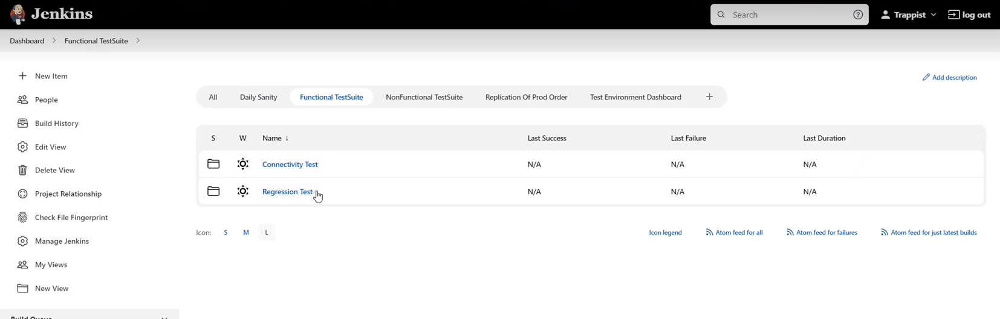 Jenkins
Search
Trappist
log out
Dashboard
Functional TestSuite
New Item
People
Build History
Edit View
Delete View
Project Relationship
Check File Fingerprint
Manage Jenkins
My Views
New View
Build Queue
Add description
All Daily Sanity Functional TestSuite NonFunctional TestSuite Replication Of Prod Order Test Environment Dashboard +
S W Name ↓ Last Success Last Failure Last Duration
Connectivity Test N/A N/A N/A
Regression Test N/A N/A N/A
Icon: S M L
Icon legend Atom feed for all Atom feed for failures Atom feed for just latest builds